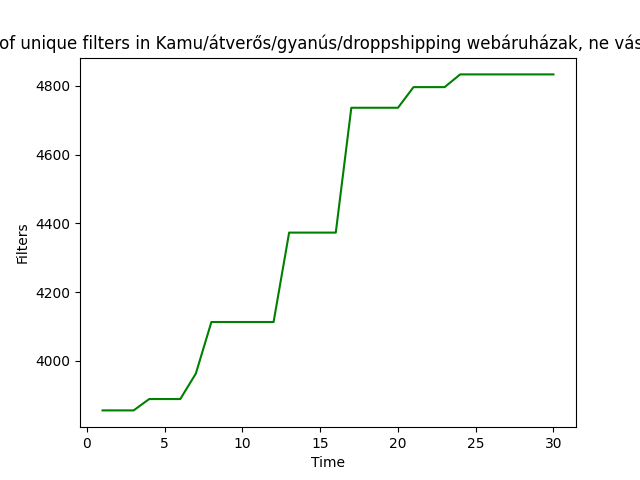 of unique filters in Kamu/átverős/gyanús/droppshipping webáruházak, ne vás
4800
4600
4400
4200
4000
Filters
0 5 10 15 20 25 30
Time